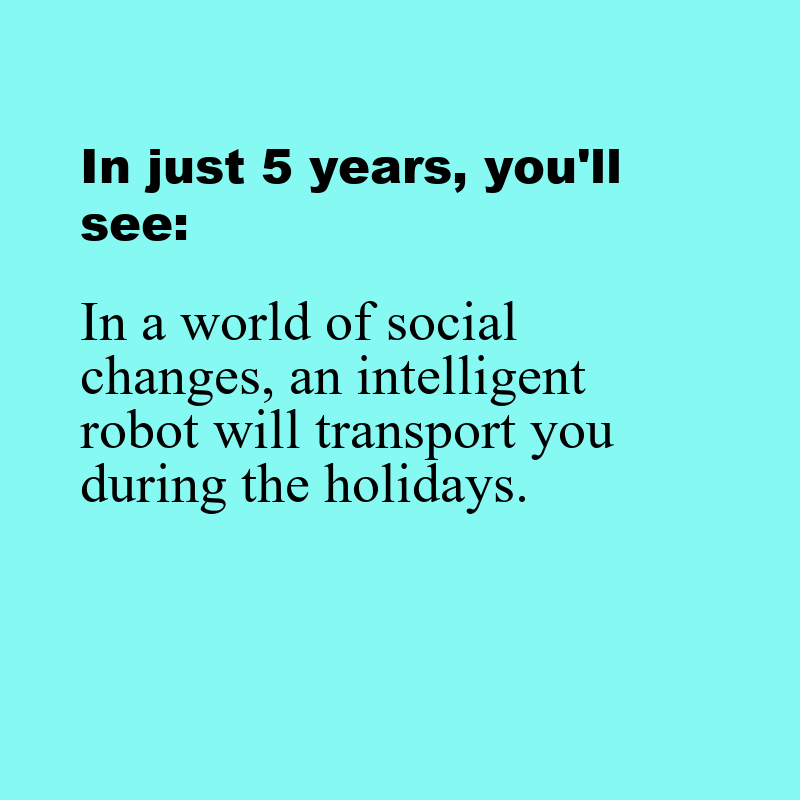 In just 5 years, you'll
see:
In a world of social
changes, an intelligent
robot will transport you
during the holidays.